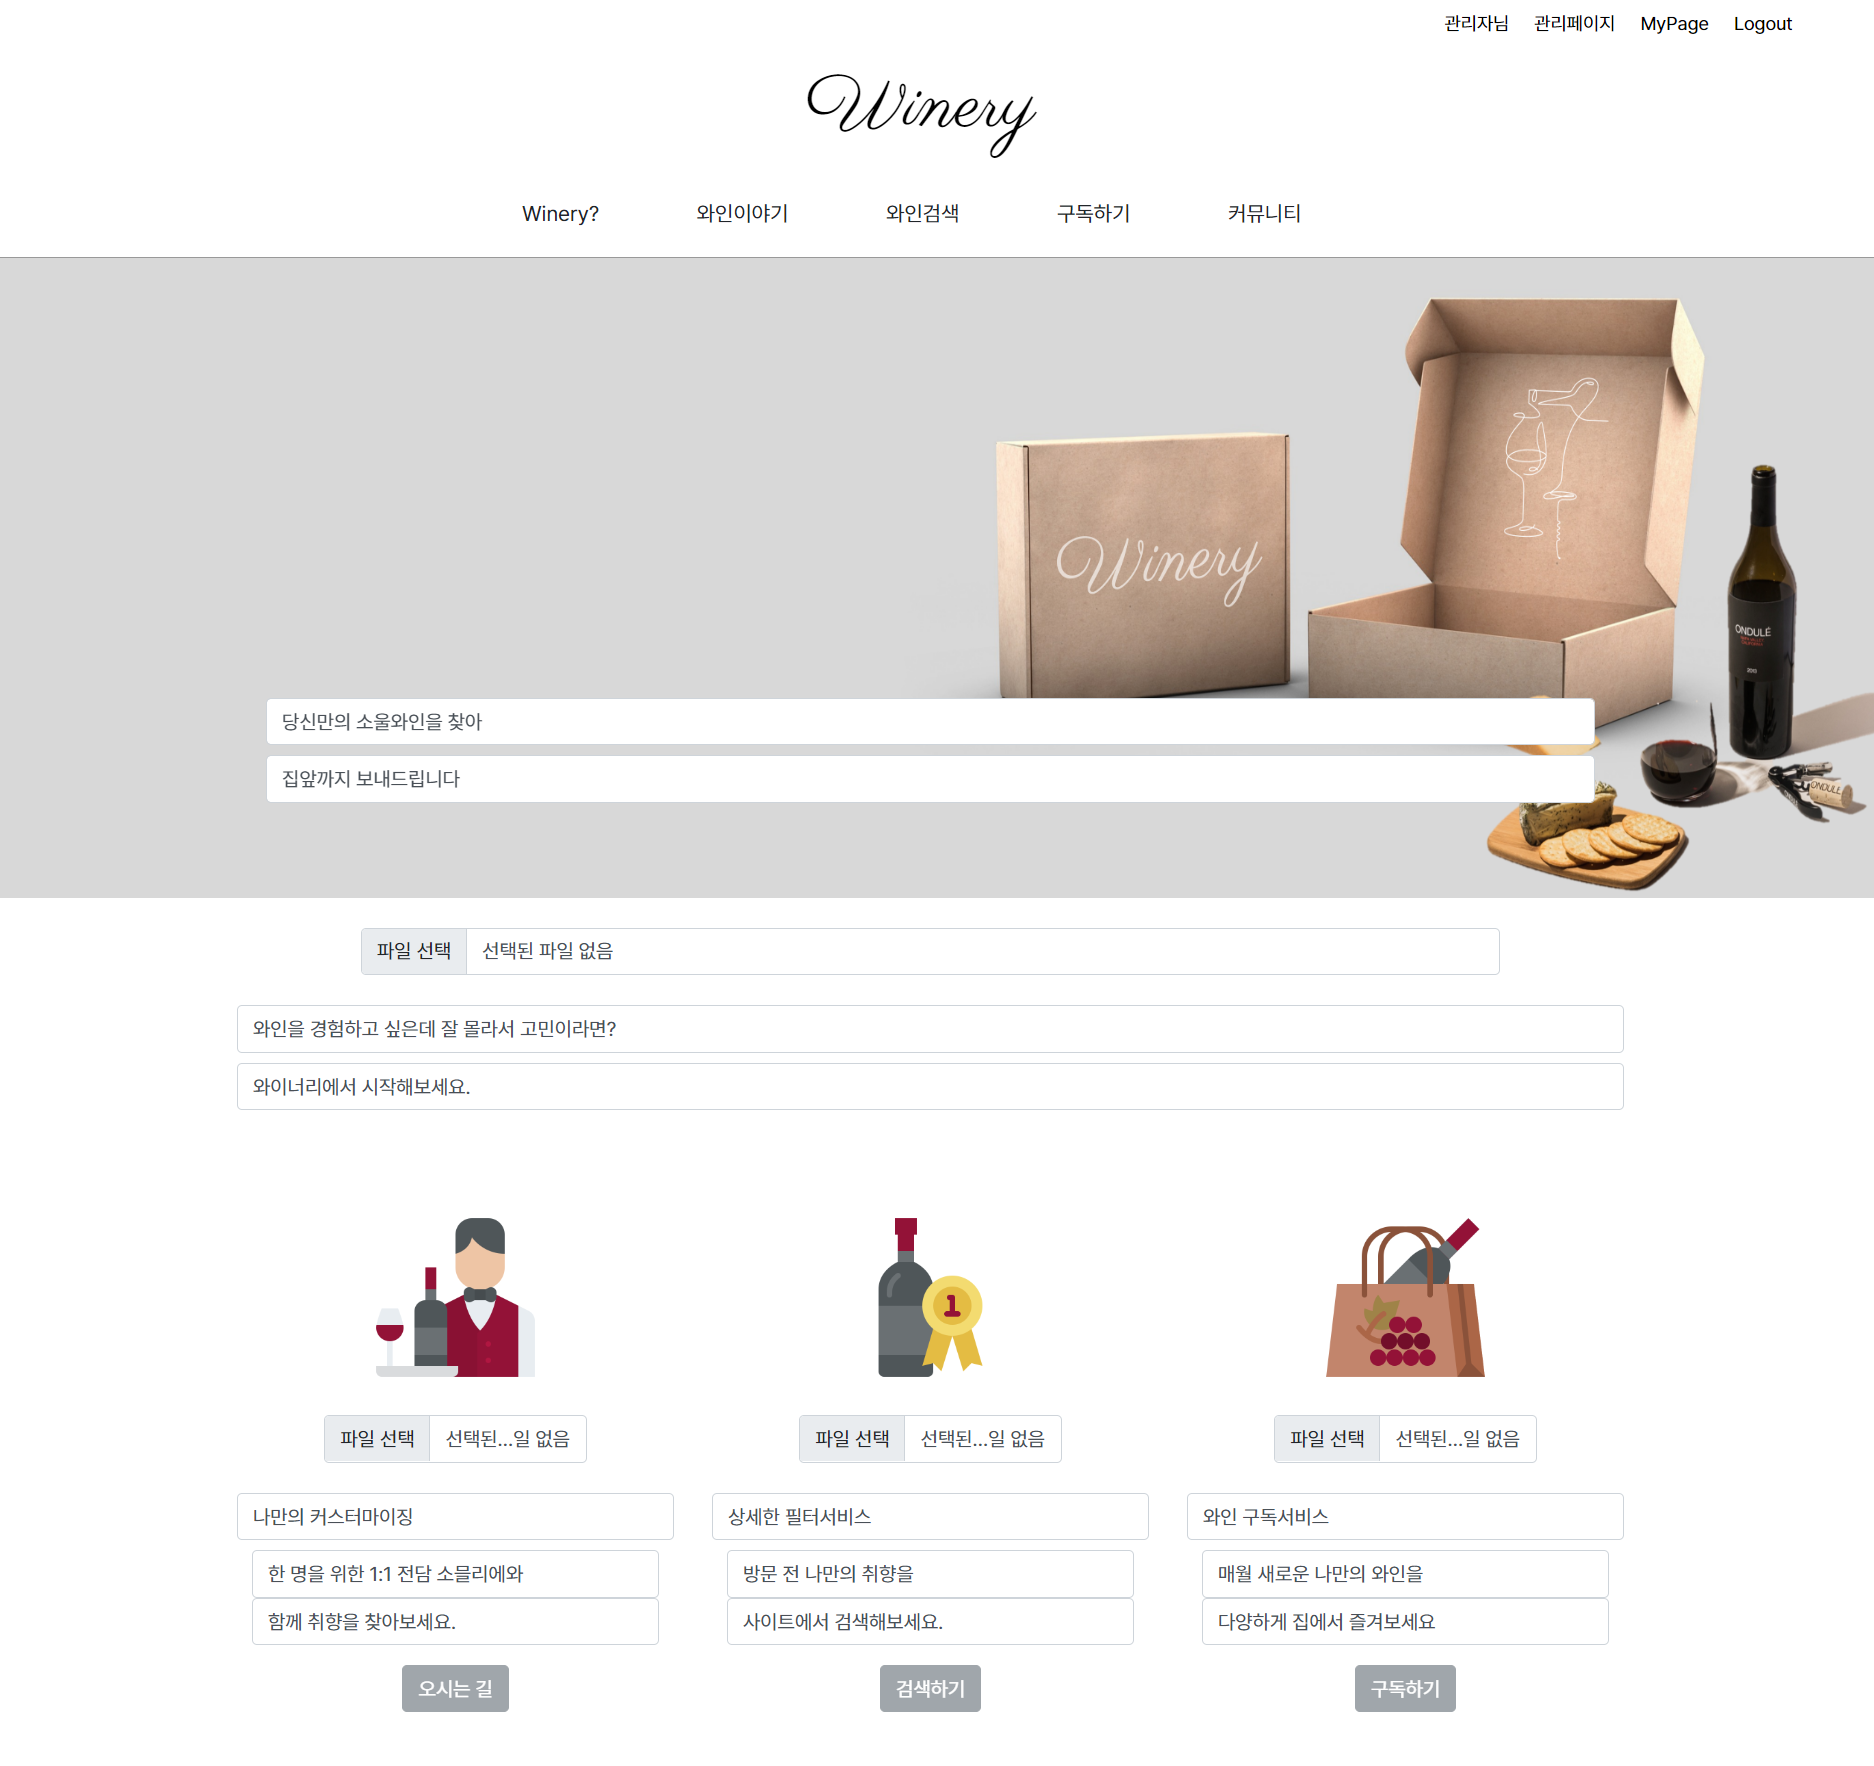 관리자님 관리페이지 MyPage Logout
Winery
Winery? 와인이야기 와인검색 구독하기 커뮤니티
Winery
ONDULÉ
2013
ONDULÉ
당신만의 소울와인을 찾아
집앞까지 보내드립니다
파일 선택 선택된 파일 없음
와인을 경험하고 싶은데 잘 몰라서 고민이라면?
와이너리에서 시작해보세요.
1
파일 선택 선택된...일 없음
파일 선택 선택된...일 없음
파일 선택 선택된...일 없음
나만의 커스터마이징
한 명을 위한 1:1 전담 소믈리에와
함께 취향을 찾아보세요.
오시는 길
상세한 필터서비스
방문 전 나만의 취향을
사이트에서 검색해보세요.
검색하기
와인 구독서비스
매월 새로운 나만의 와인을
다양하게 집에서 즐겨보세요
구독하기